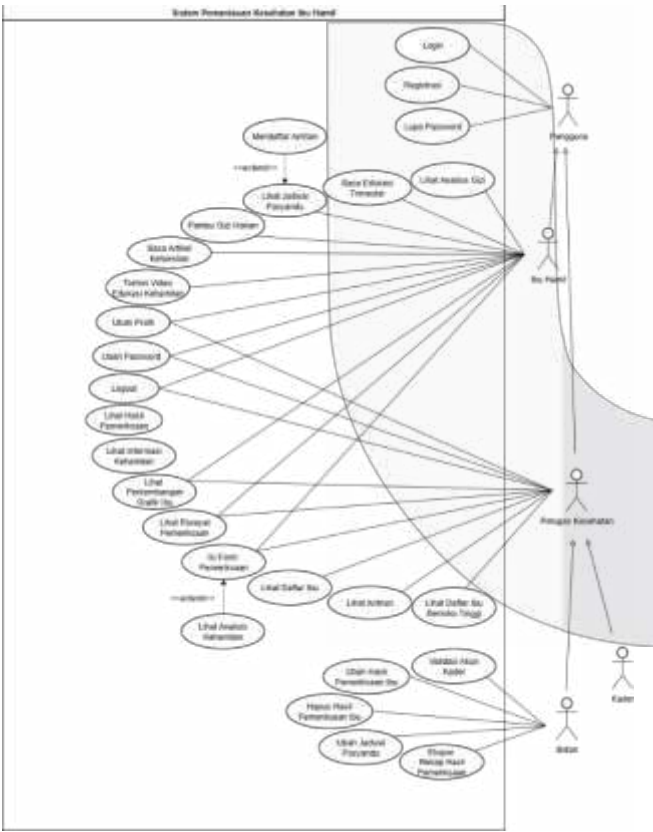 Sistem Pemantauan Kesehatan Ibu Hamil
Login
Registrasi
Lupa Password
Pengguna
Mendaftar Antrian
<<extend>>
Lihat Jadwal
Posyandu
Baca Edukasi
Trimester
Lihat Analisis Gizi
Pantau Gizi Harian
Baca Artikel
Kehamilan
Tonton Video
Edukasi Kehamilan
Ibu Hamil
Ubah Profil
Ubah Password
Logout
Lihat Hasil
Pemeriksaan
Lihat Informasi
Kehamilan
Lihat
Perkembangan
Grafik Ibu
Lihat Riwayat
Pemeriksaan
Isi Form
Pemeriksaan
Petugas Kesehatan
Lihat Daftar Ibu
Lihat Antrian
Lihat Daftar Ibu
Berisiko Tinggi
<<extend>>
Lihat Analisis
Kehamilan
Validasi Akun
Kader
Kader
Ubah Hasil
Pemeriksaan Ibu
Hapus Hasil
Pemeriksaan Ibu
Ubah Jadwal
Posyandu
Ekspor
Rekap Hasil
Pemeriksaan
Bidan